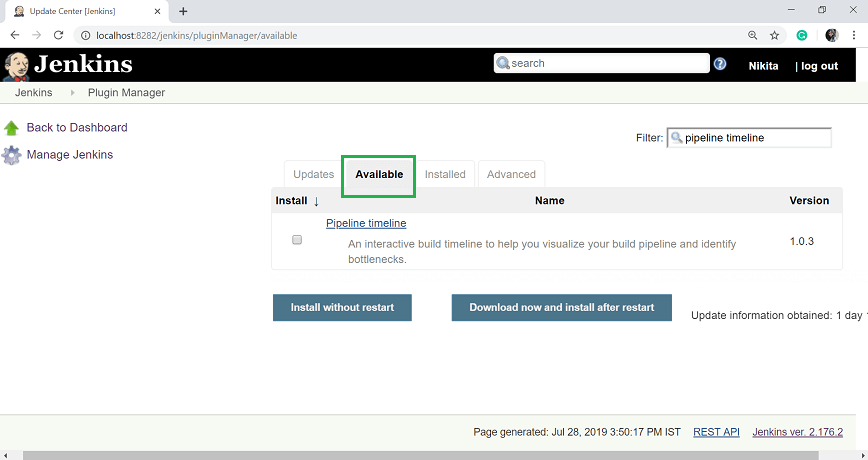 Update Center [Jenkins]
localhost:8282/jenkins/pluginManager/available
Jenkins
search
Nikita
| log out
Jenkins
Plugin Manager
Back to Dashboard
Manage Jenkins
Filter:
pipeline timeline
Updates
Available
Installed
Advanced
Install ↓
Name
Version
Pipeline timeline
An interactive build timeline to help you visualize your build pipeline and identify
bottlenecks.
1.0.3
Install without restart
Download now and install after restart
Update information obtained: 1 day
Page generated: Jul 28, 2019 3:50:17 PM IST
REST API
Jenkins ver. 2.176.2